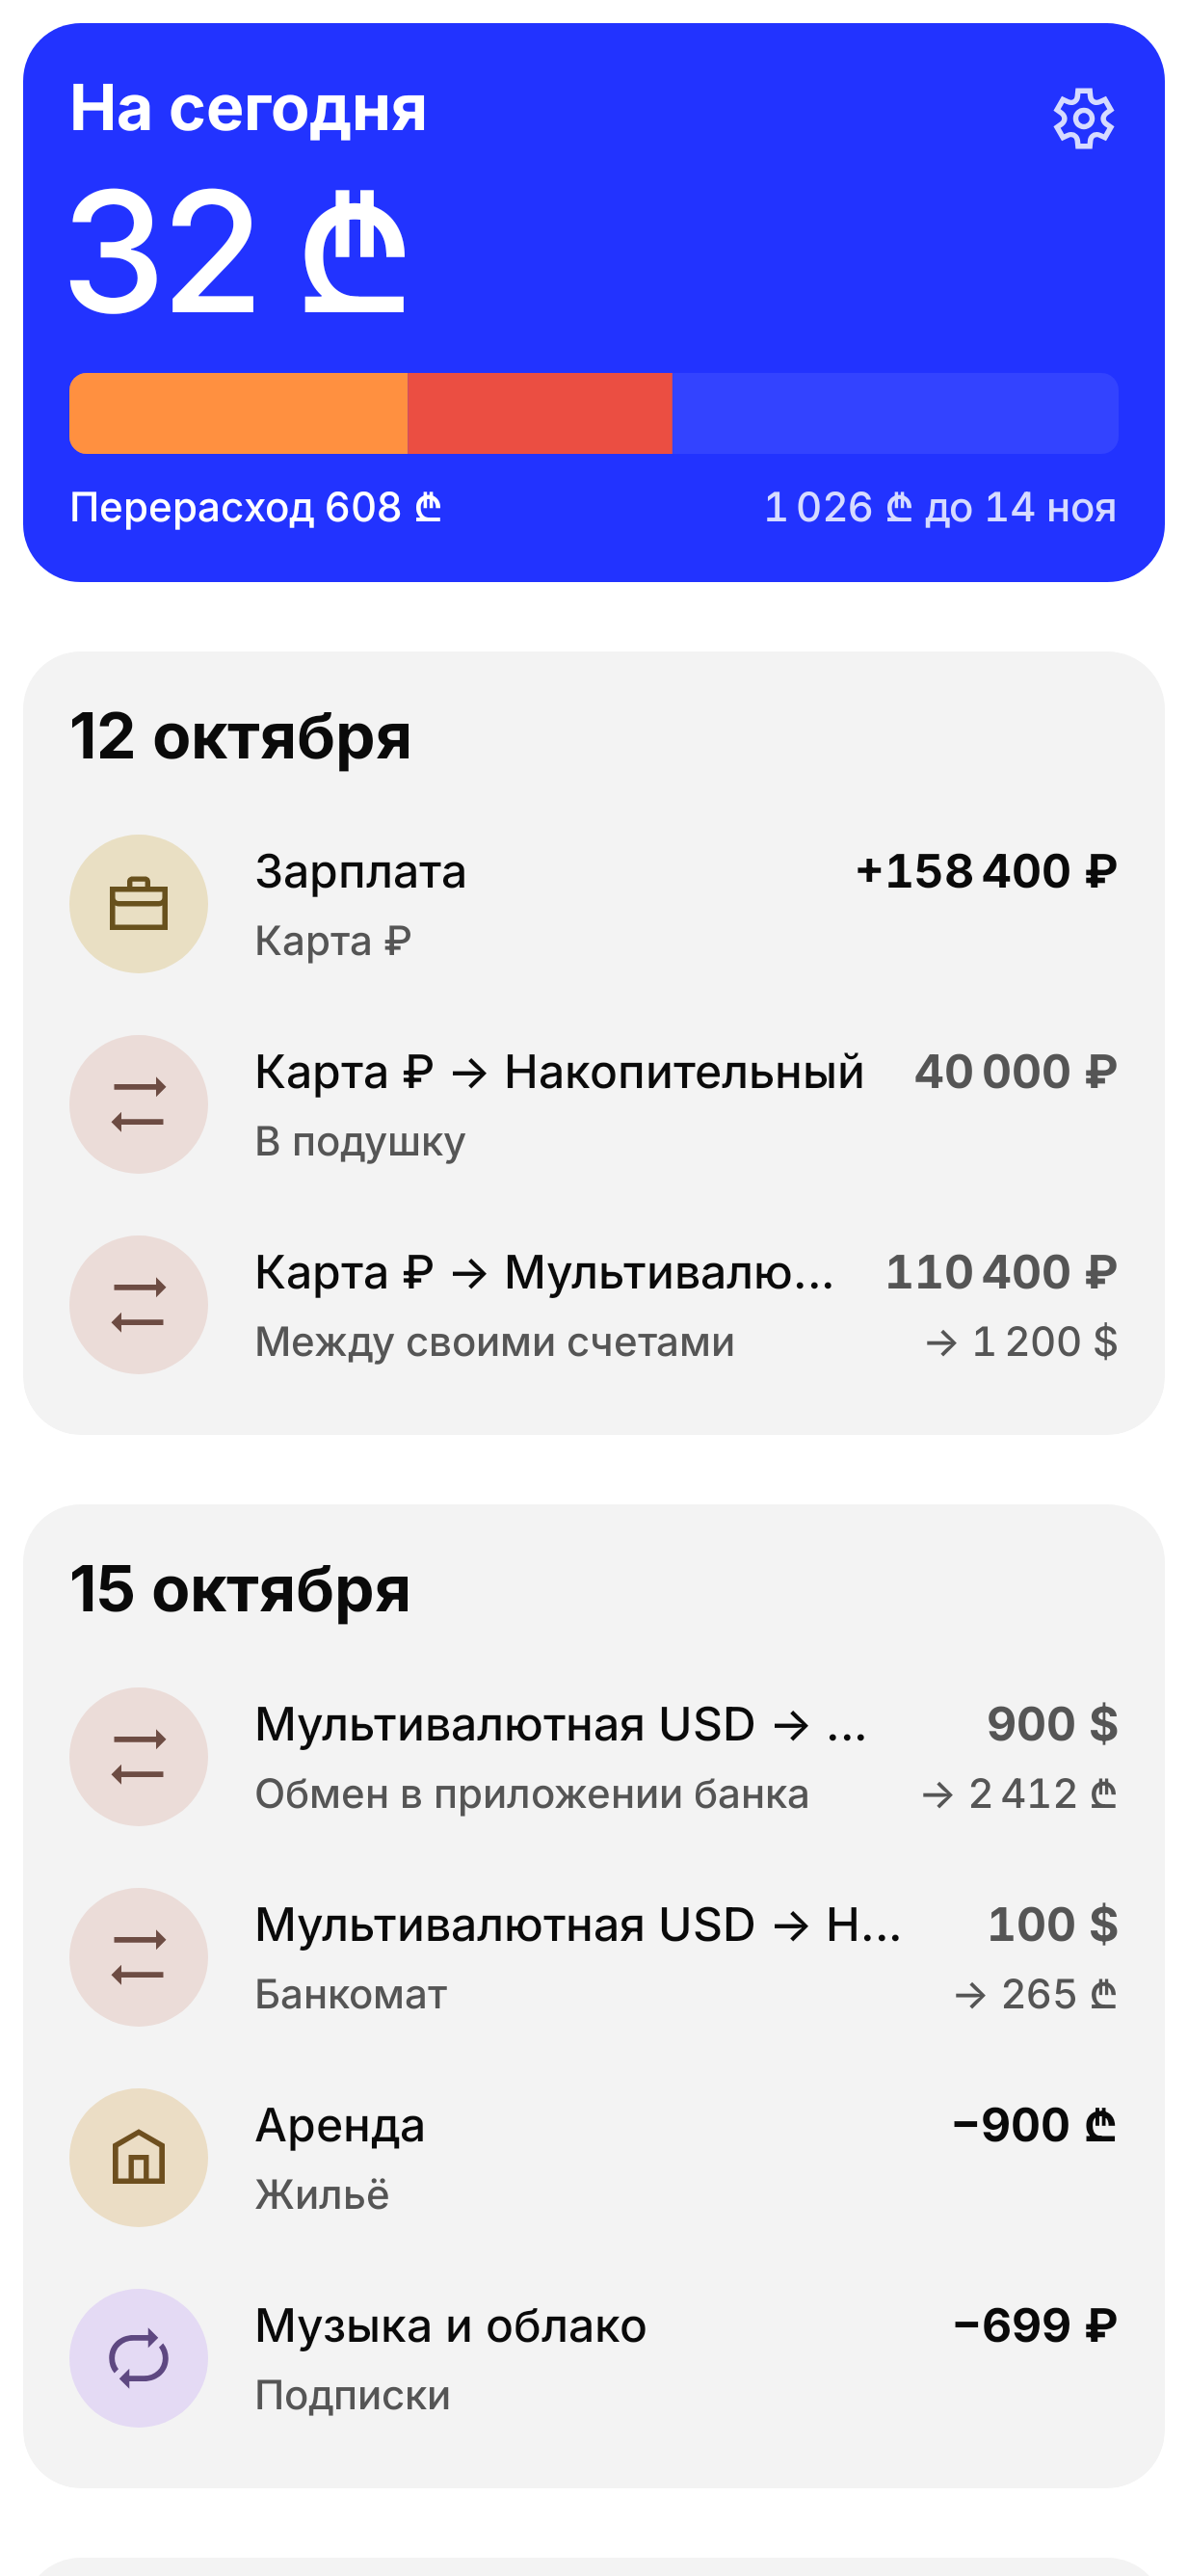 На сегодня
32 ₾
Перерасход 608 ₾
1 026 ₾ до 14 ноя
12 октября
Зарплата
+158 400 ₽
Карта ₽
Карта ₽ → Накопительный
40 000 ₽
В подушку
Карта ₽ → Мультивалю...
110 400 ₽
Между своими счетами
→ 1 200 $
15 октября
Мультивалютная USD → ...
900 $
Обмен в приложении банка
→ 2 412 ₾
Мультивалютная USD → Н...
100 $
Банкомат
→ 265 ₾
Аренда
−900 ₾
Жильё
Музыка и облако
−699 ₽
Подписки